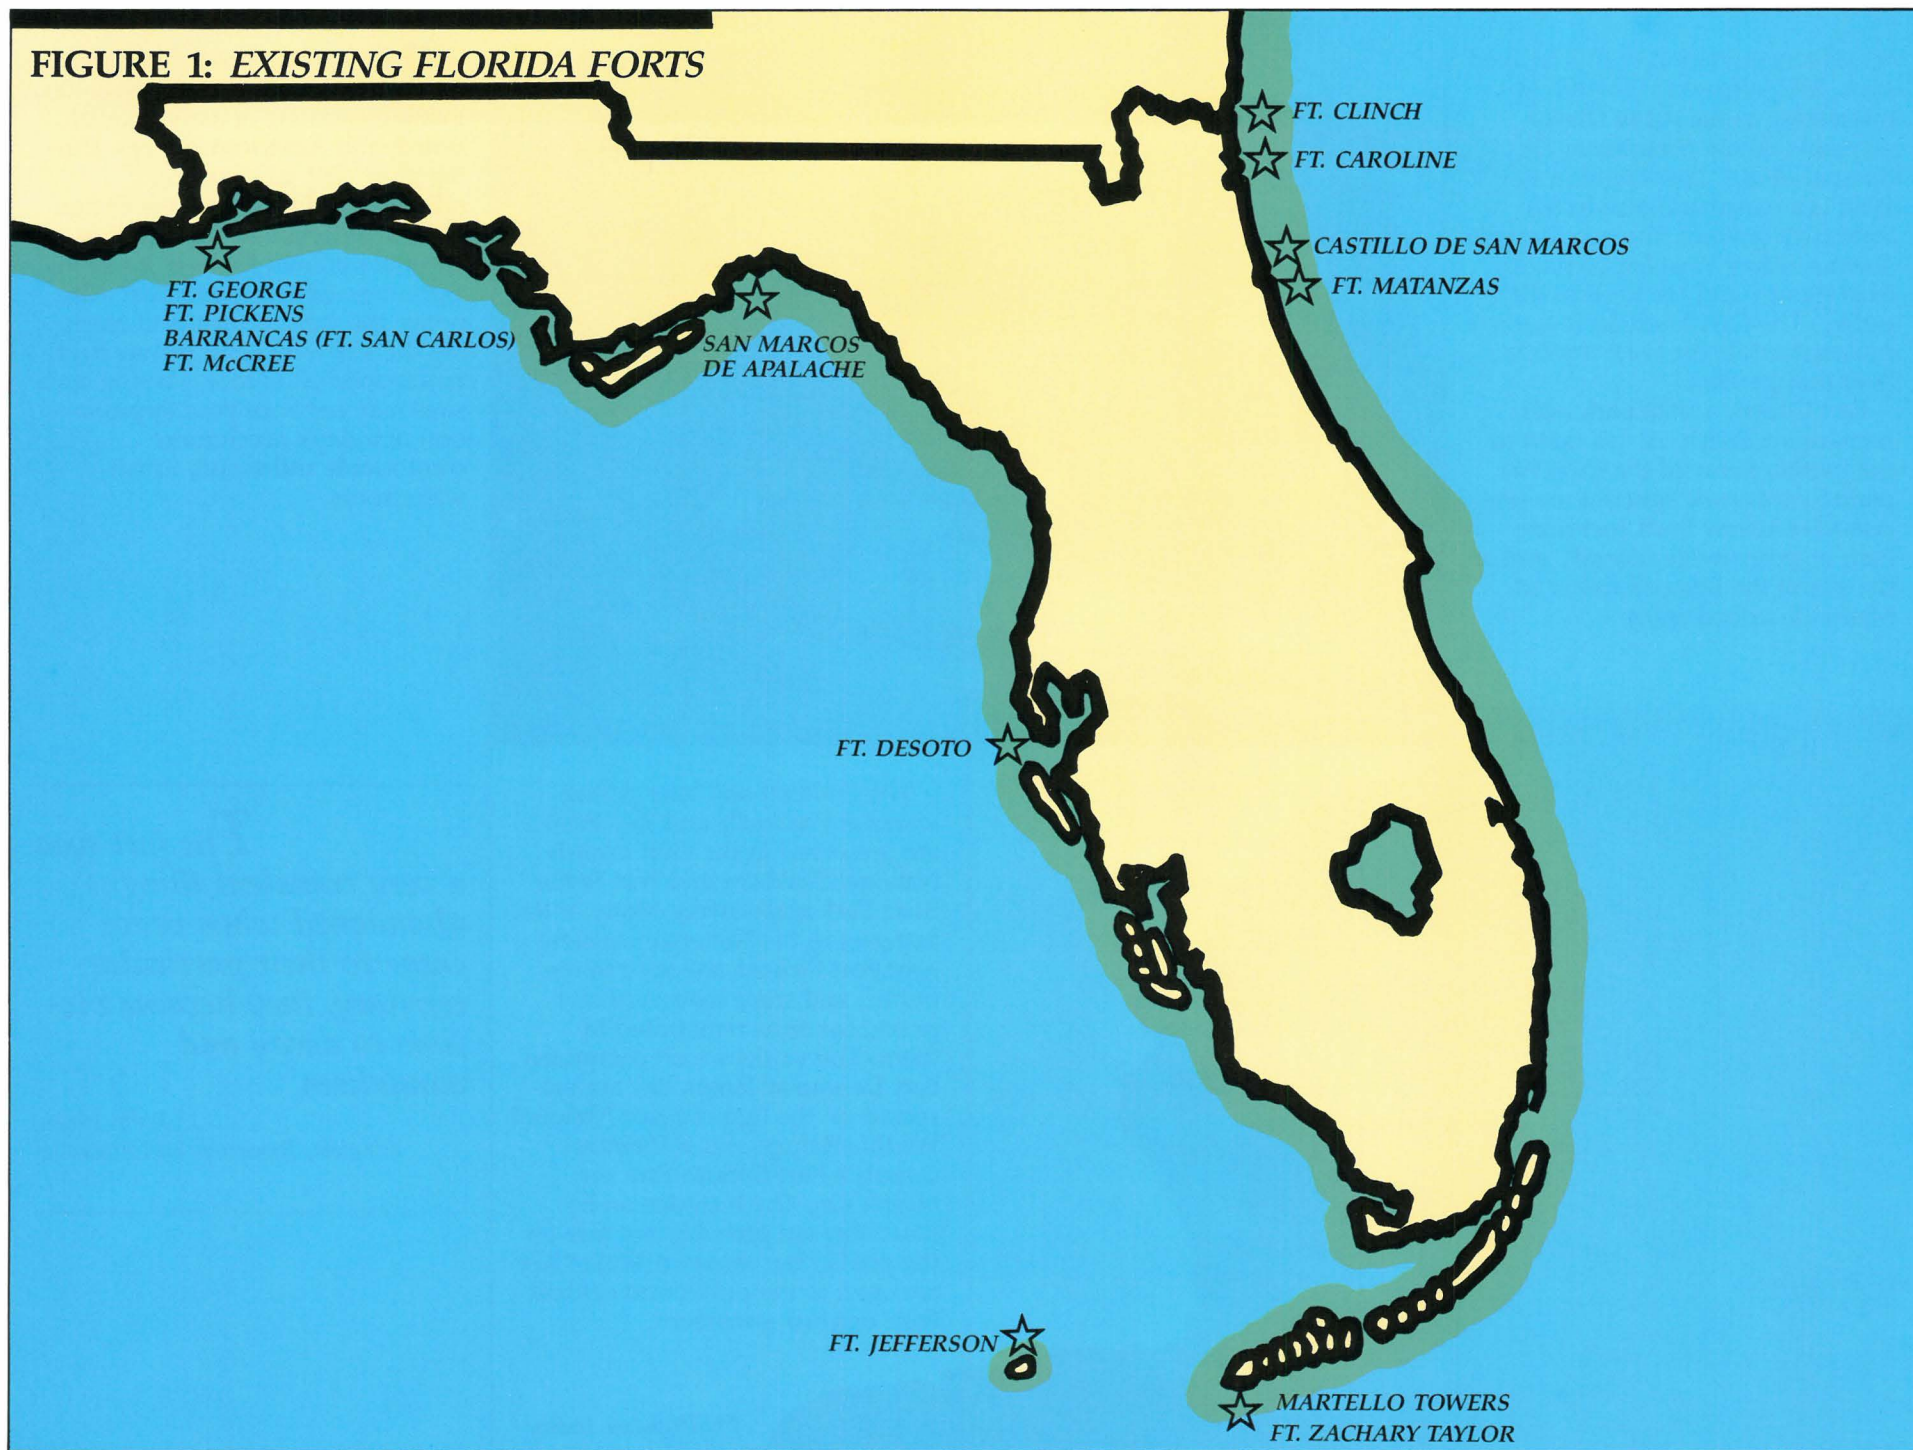 FIGURE 1: EXISTING FLORIDA FORTS
FT. CLINCH
FT. CAROLINE
CASTILLO DE SAN MARCOS
FT. MATANZAS
FT. GEORGE
FT. PICKENS
BARRANCAS (FT. SAN CARLOS)
FT. McCREE
SAN MARCOS
DE APALACHE
FT. DESOTO
FT. JEFFERSON
MARTELLO TOWERS
FT. ZACHARY TAYLOR